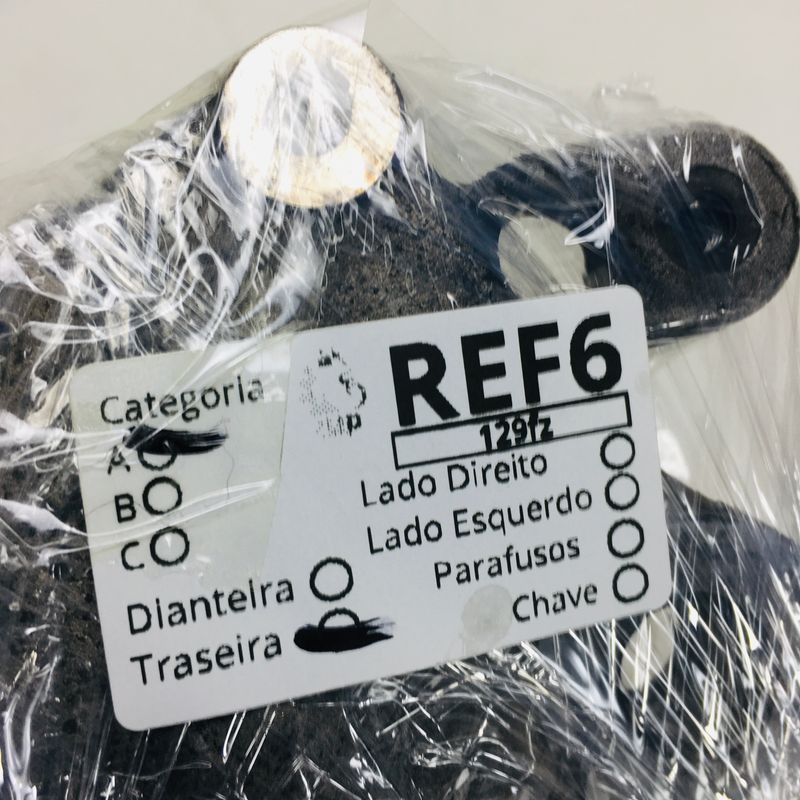 Categoria
A
B
C
Dianteira
Traseira
REF6
129fz
Lado Direito
Lado Esquerdo
Parafusos
Chave